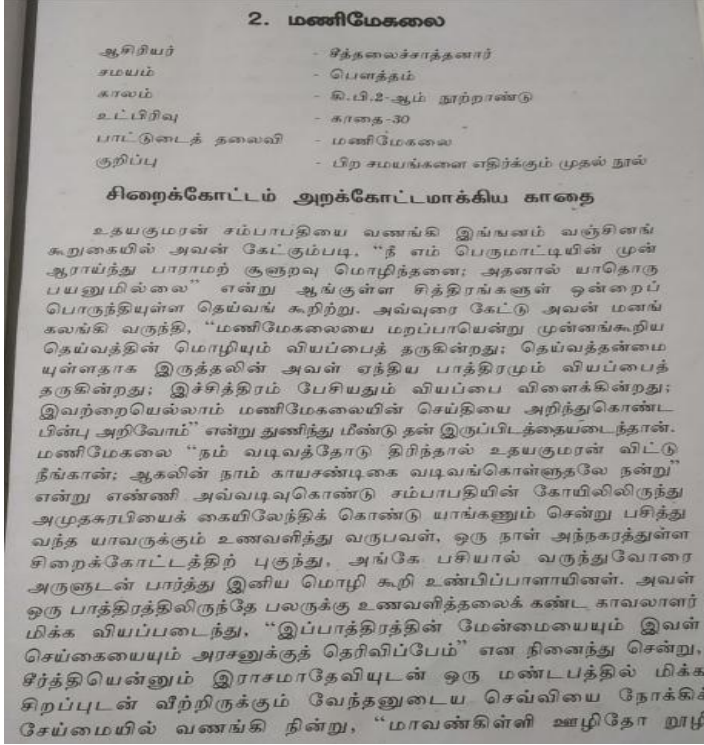 2. மணிமேகலை
ஆசிரியர் - சீத்தலைச்சாத்தனார்
சமயம் - பௌத்தம்
காலம் - கி.பி.2-ஆம் நூற்றாண்டு
உட்பிரிவு - காதை-30
பாட்டுடைத் தலைவி - மணிமேகலை
குறிப்பு - பிற சமயங்களை எதிர்க்கும் முதல் நூல்
சிறைக்கோட்டம் அறக்கோட்டமாக்கிய காதை
உதயகுமரன் சம்பாபதியை வணங்கி இங்ஙனம் வஞ்சினங்
கூறுகையில் அவன் கேட்கும்படி, “நீ எம் பெருமாட்டியின் முன்
ஆராய்ந்து பாராமற் சூளுறவு மொழிந்தனை; அதனால் யாதொரு
பயனுமில்லை” என்று ஆங்குள்ள சித்திரங்களுள் ஒன்றைப்
பொருந்தியுள்ள தெய்வங் கூறிற்று. அவ்வுரை கேட்டு அவன் மனங்
கலங்கி வருந்தி, “மணிமேகலையை மறப்பாயென்று முன்னங்கூறிய
தெய்வத்தின் மொழியும் வியப்பைத் தருகின்றது; தெய்வத்தன்மை
யுள்ளதாக இருத்தலின் அவள் ஏந்திய பாத்திரமும் வியப்பைத்
தருகின்றது; இச்சித்திரம் பேசியதும் வியப்பை விளைக்கின்றது;
இவற்றையெல்லாம் மணிமேகலையின் செய்தியை அறிந்துகொண்ட
பின்பு அறிவோம்” என்று துணிந்து மீண்டு தன் இருப்பிடத்தையடைந்தான்.
மணிமேகலை “நம் வடிவத்தோடு திரிந்தால் உதயகுமரன் விட்டு
நீங்கான்; ஆகலின் நாம் காயசண்டிகை வடிவங்கொள்ளுதலே நன்று”
என்று எண்ணி அவ்வடிவுகொண்டு சம்பாபதியின் கோயிலிலிருந்து
அமுதசுரபியைக் கையிலேந்திக் கொண்டு யாங்கணும் சென்று பசித்து
வந்த யாவருக்கும் உணவளித்து வருபவள், ஒரு நாள் அந்நகரத்துள்ள
சிறைக்கோட்டத்திற் புகுந்து, அங்கே பசியால் வருந்துவோரை
அருளுடன் பார்த்து இனிய மொழி கூறி உண்பிப்பாளாயினள். அவள்
ஒரு பாத்திரத்திலிருந்தே பலருக்கு உணவளித்தலைக் கண்ட காவலாளர்
மிக்க வியப்படைந்து, “இப்பாத்திரத்தின் மேன்மையையும் இவள்
செய்கையையும் அரசனுக்குத் தெரிவிப்பேம்” என நினைந்து சென்று,
சீர்த்தியென்னும் இராசமாதேவியுடன் ஒரு மண்டபத்தில் மிக்க
சிறப்புடன் வீற்றிருக்கும் வேந்தனுடைய செவ்வியை நோக்கிக்
சேய்மையில் வணங்கி நின்று, “மாவண்கிள்ளி ஊழிதோ றூழி